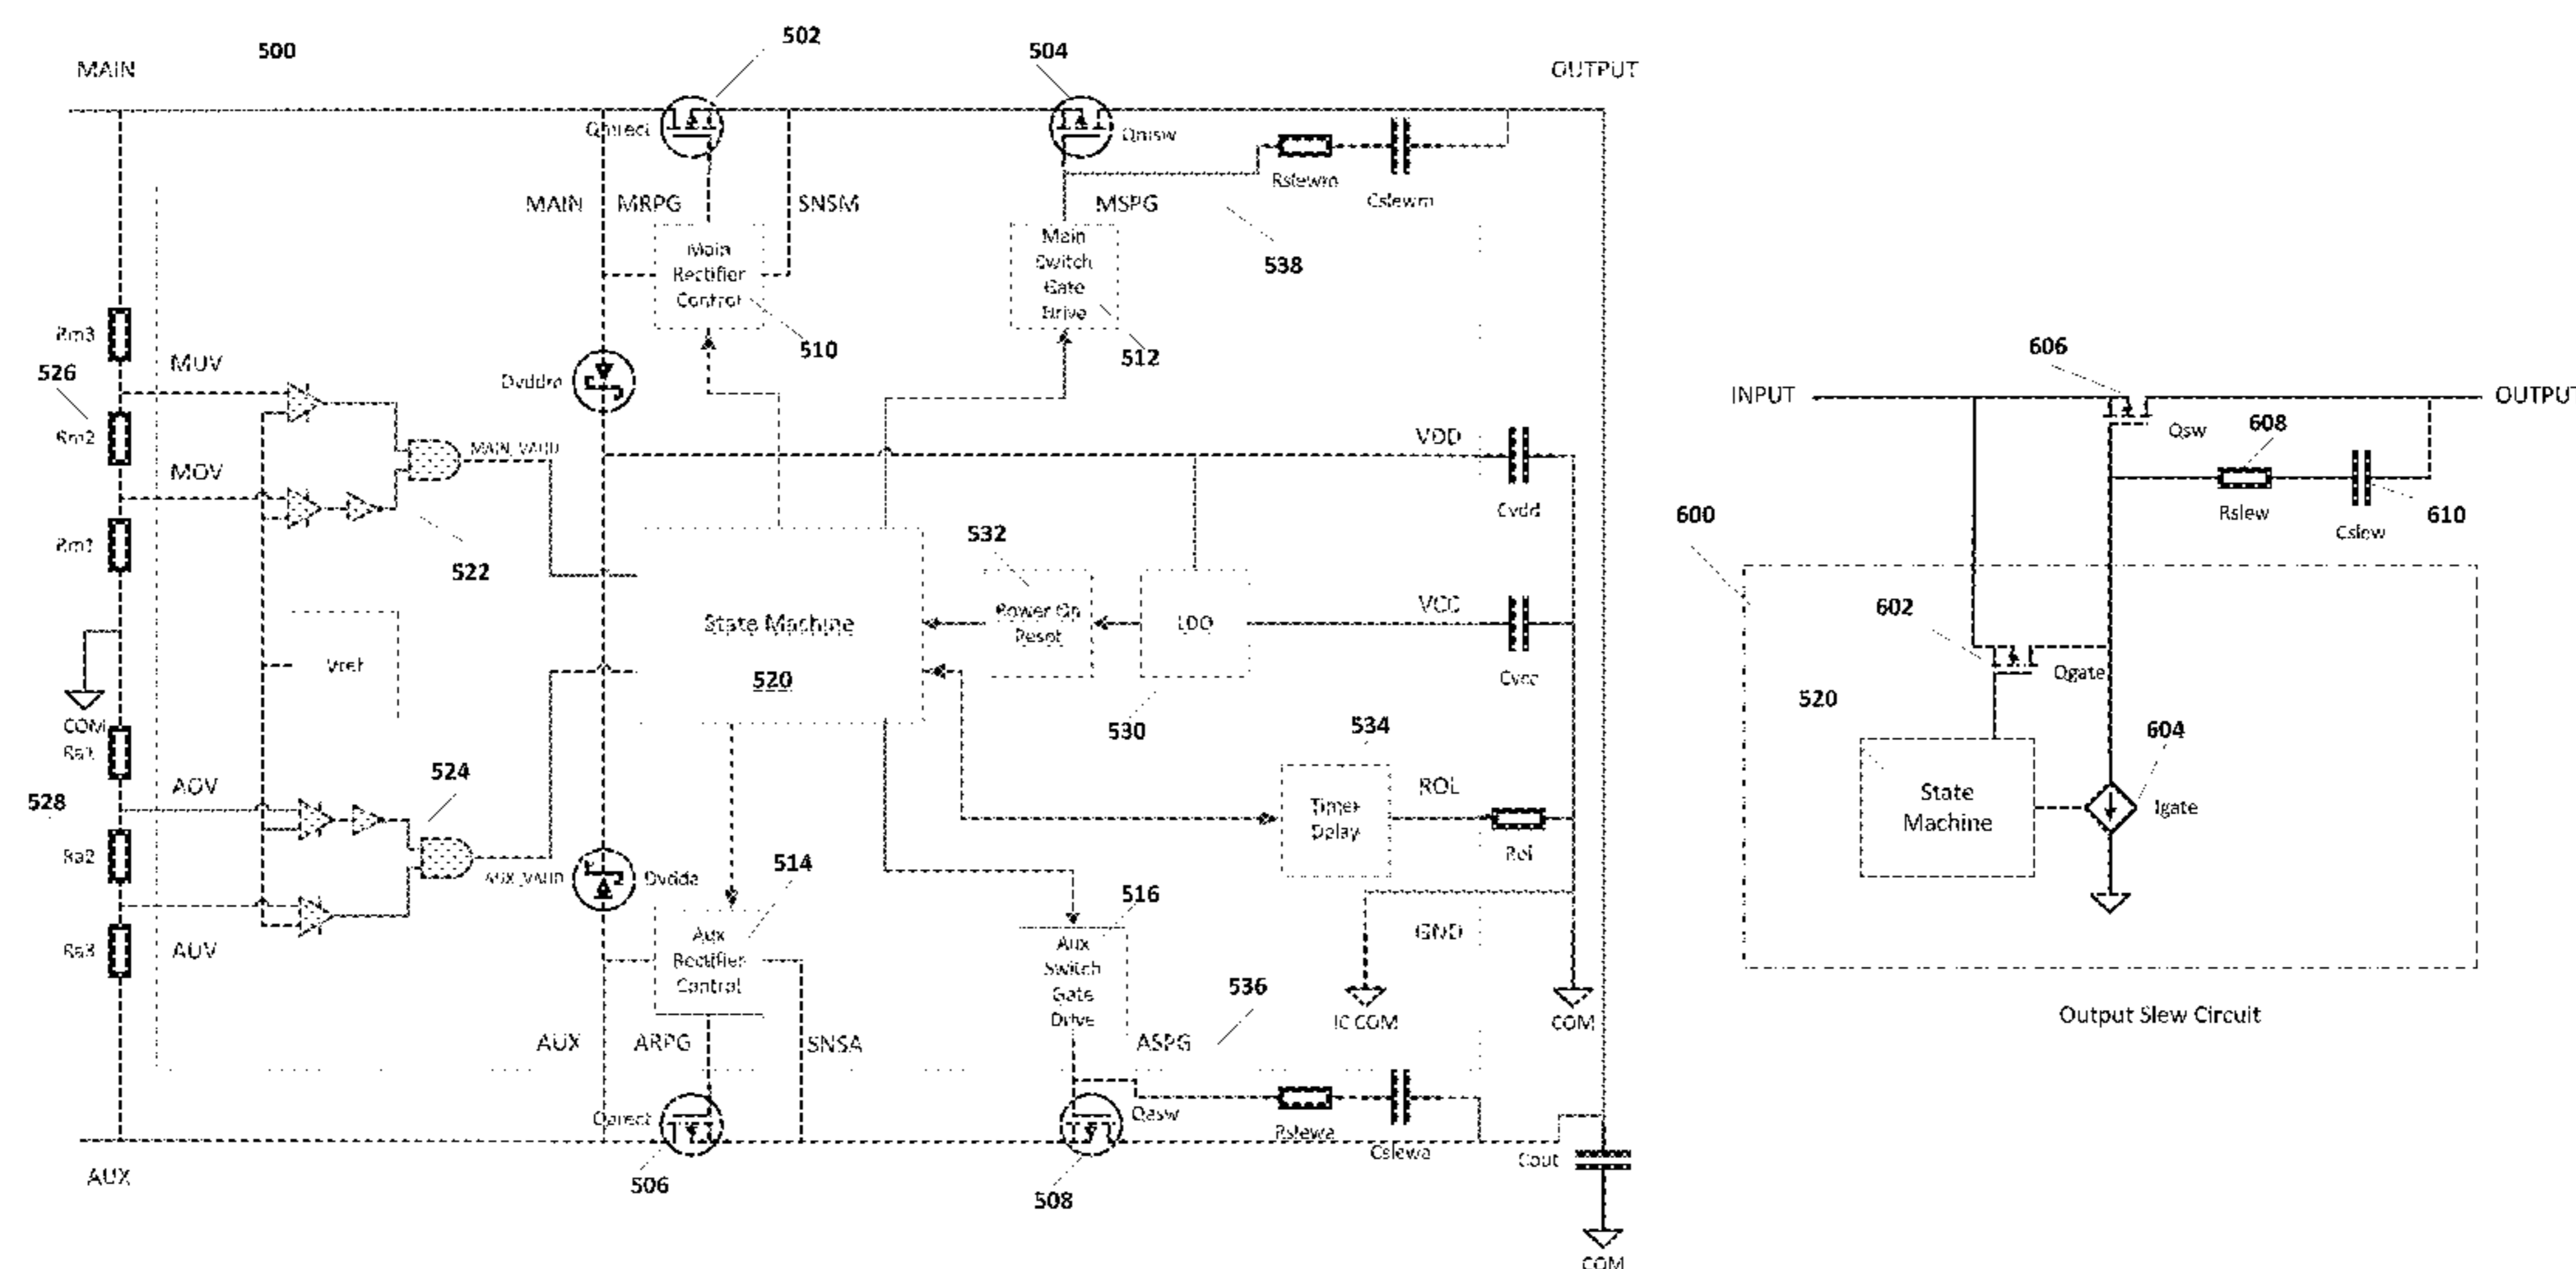 500
502
504
MAIN
OUTPUT
Qmrect
Qmsw
Rslewm
Cslewm
MAIN
MRPG
SNSM
MSPG
538
Main
Rectifier
Control
510
Main
Switch
Gate
Drive
512
Rm3
526
MUV
Dvddm
Rm2
MAIN_VALID
MOV
VDD
Cvdd
Rm1
522
532
Vref
State Machine
520
Power On
Reset
LDO
VCC
Cvcc
530
COM
Ra1
534
AOV
524
528
Timer
Delay
ROL
Rol
Ra2
AUX_VALID
Dvdda
514
516
Ra3
AUV
Aux
Rectifier
Control
Aux
Switch
Gate
Drive
GND
536
IC COM
COM
AUX
ARPG
SNSA
ASPG
Qarect
Qasw
Rslewa
Cslewa
Cout
AUX
506
508
COM
606
INPUT
OUTPUT
Qsw
608
Rslew
Cslew
610
600
602
Qgate
520
604
State
Machine
Igate
Output Slew Circuit